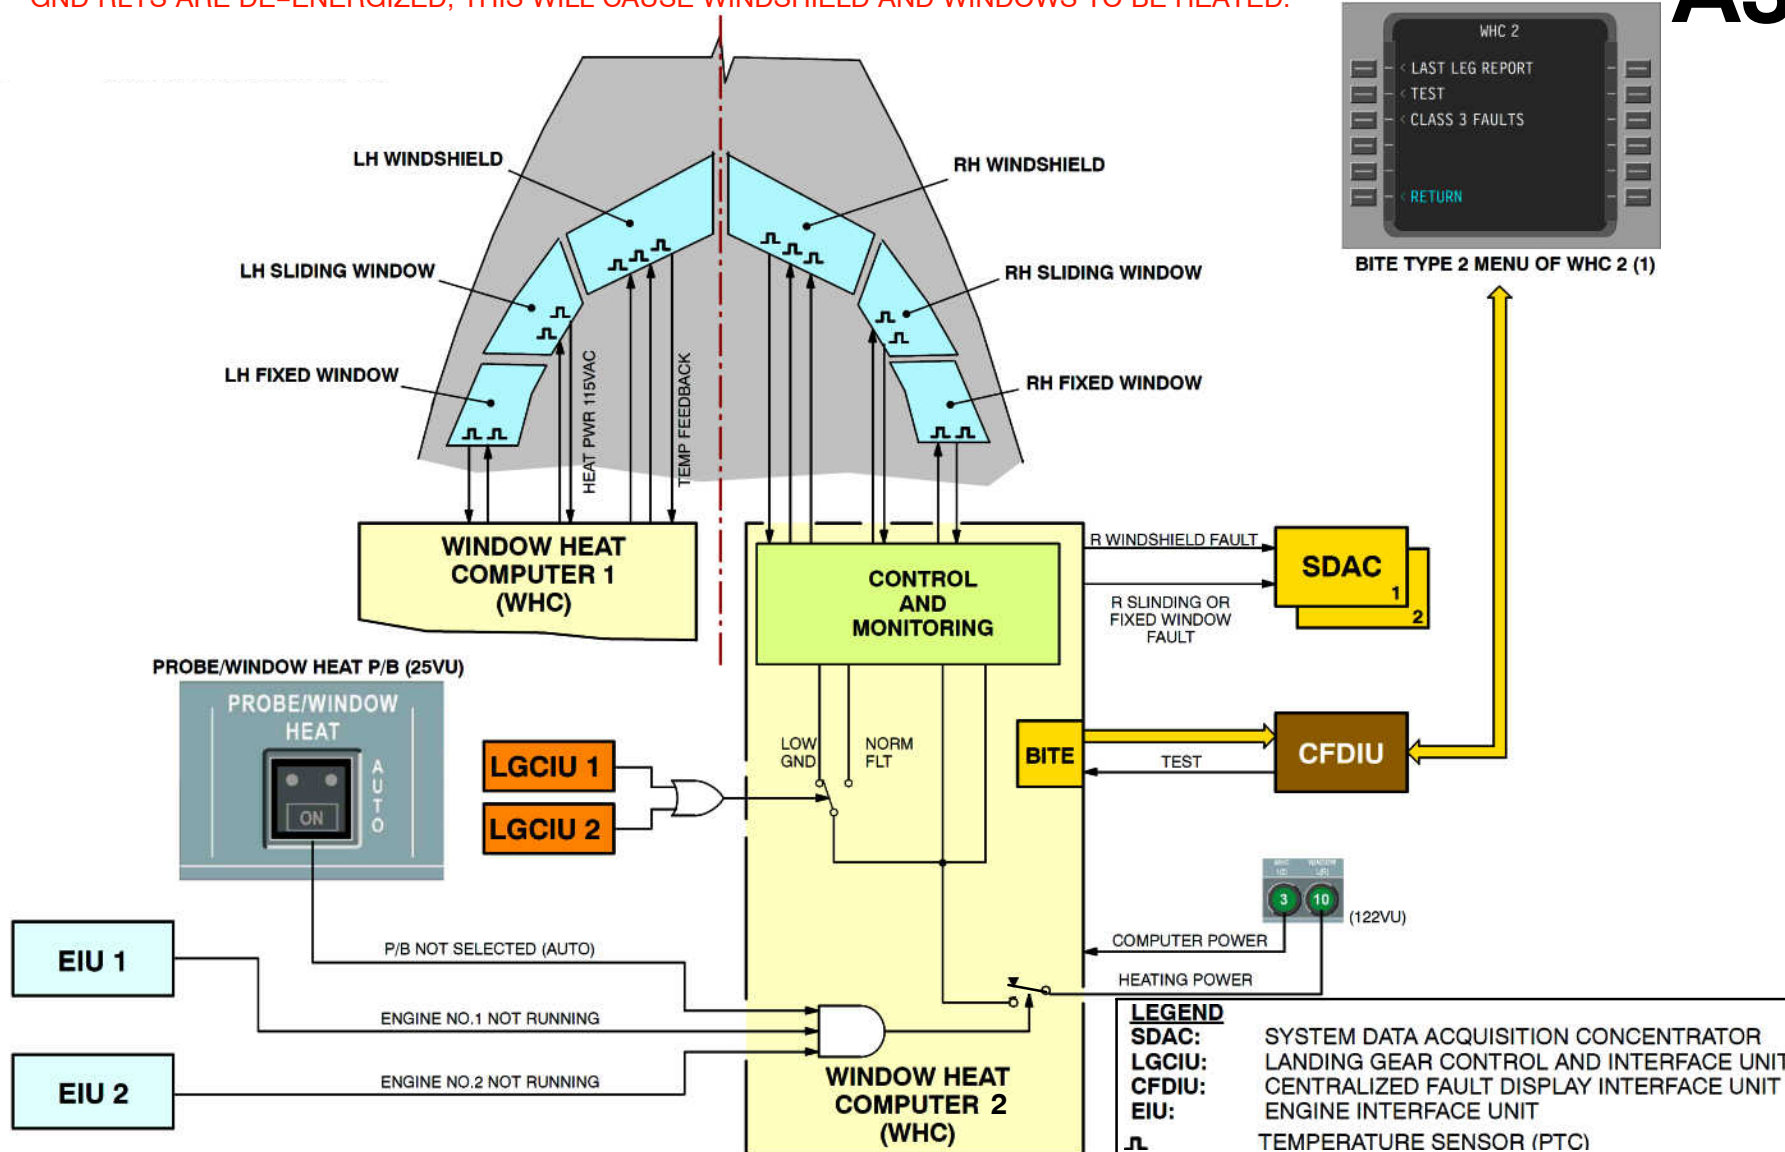 GND RLYS ARE DE-ENERGIZED, THIS WILL CAUSE WINDSHIELD AND WINDOWS TO BE HEATED.
WHC 2
< LAST LEG REPORT
< TEST
< CLASS 3 FAULTS
< RETURN
BITE TYPE 2 MENU OF WHC 2 (1)
LH WINDSHIELD
RH WINDSHIELD
LH SLIDING WINDOW
RH SLIDING WINDOW
LH FIXED WINDOW
RH FIXED WINDOW
HEAT PWR 115VAC
TEMP FEEDBACK
WINDOW HEAT
COMPUTER 1
(WHC)
CONTROL
AND
MONITORING
R WINDSHIELD FAULT
R SLINDING OR
FIXED WINDOW
FAULT
SDAC
1
2
PROBE/WINDOW HEAT P/B (25VU)
PROBE/WINDOW
HEAT
AUTO
ON
LGCIU 1
LGCIU 2
LOW
GND
NORM
FLT
BITE
TEST
CFDIU
WHC
WINDOW
3
10
(122VU)
COMPUTER POWER
HEATING POWER
EIU 1
P/B NOT SELECTED (AUTO)
ENGINE NO.1 NOT RUNNING
EIU 2
ENGINE NO.2 NOT RUNNING
WINDOW HEAT
COMPUTER 2
(WHC)
LEGEND
SDAC: SYSTEM DATA ACQUISITION CONCENTRATOR
LGCIU: LANDING GEAR CONTROL AND INTERFACE UNIT
CFDIU: CENTRALIZED FAULT DISPLAY INTERFACE UNIT
EIU: ENGINE INTERFACE UNIT
TEMPERATURE SENSOR (PTC)